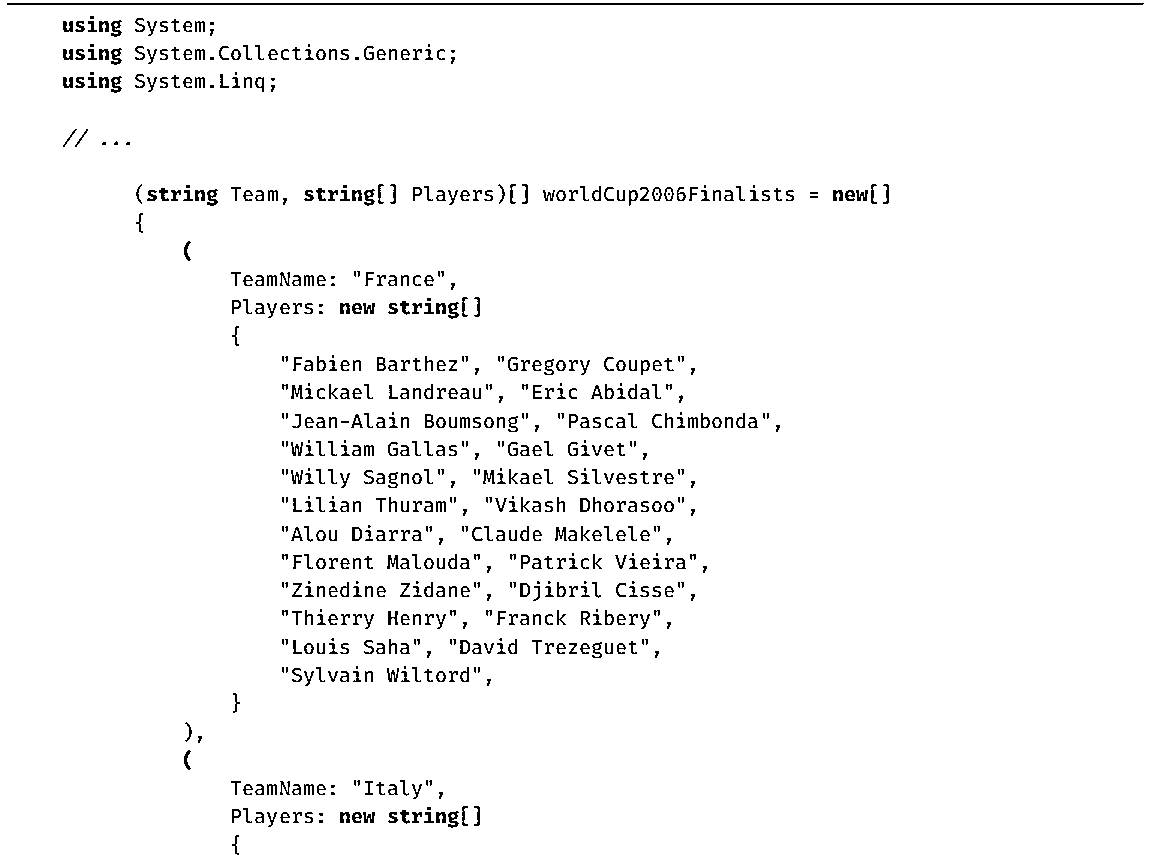 using System;
using System.Collections.Generic;
using System.Linq;
// ...
(string Team, string[] Players)[] worldCup2006Finalists = new[]
{
(
TeamName: "France",
Players: new string[]
{
"Fabien Barthez", "Gregory Coupet",
"Mickael Landreau", "Eric Abidal",
"Jean-Alain Boumsong", "Pascal Chimbonda",
"William Gallas", "Gael Givet",
"Willy Sagnol", "Mikael Silvestre",
"Lilian Thuram", "Vikash Dhorasoo",
"Alou Diarra", "Claude Makelele",
"Florent Malouda", "Patrick Vieira",
"Zinedine Zidane", "Djibril Cisse",
"Thierry Henry", "Franck Ribery",
"Louis Saha", "David Trezeguet",
"Sylvain Wiltord",
}
),
(
TeamName: "Italy",
Players: new string[]
{